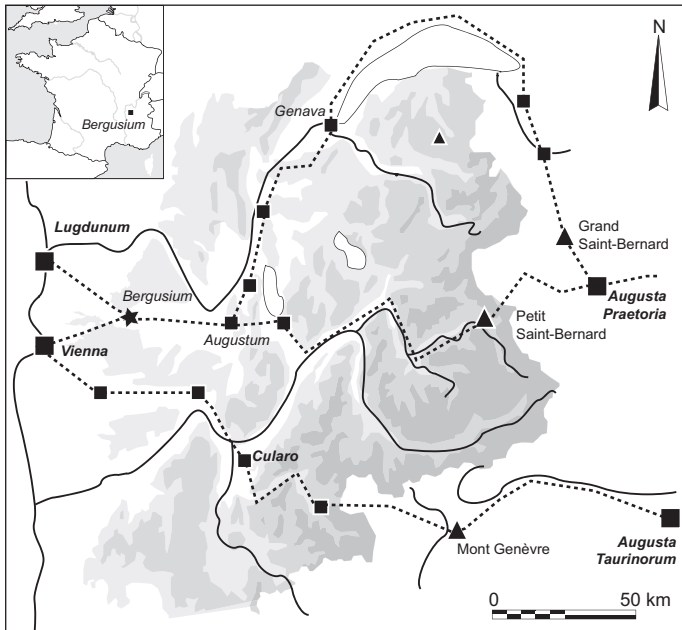 Bergusium
N
Genava
Lugdunum
Grand
Saint-Bernard
Bergusium
Augusta
Praetoria
Petit
Saint-Bernard
Augustum
Vienna
Cularo
Mont Genèvre
Augusta
Taurinorum
0 50 km